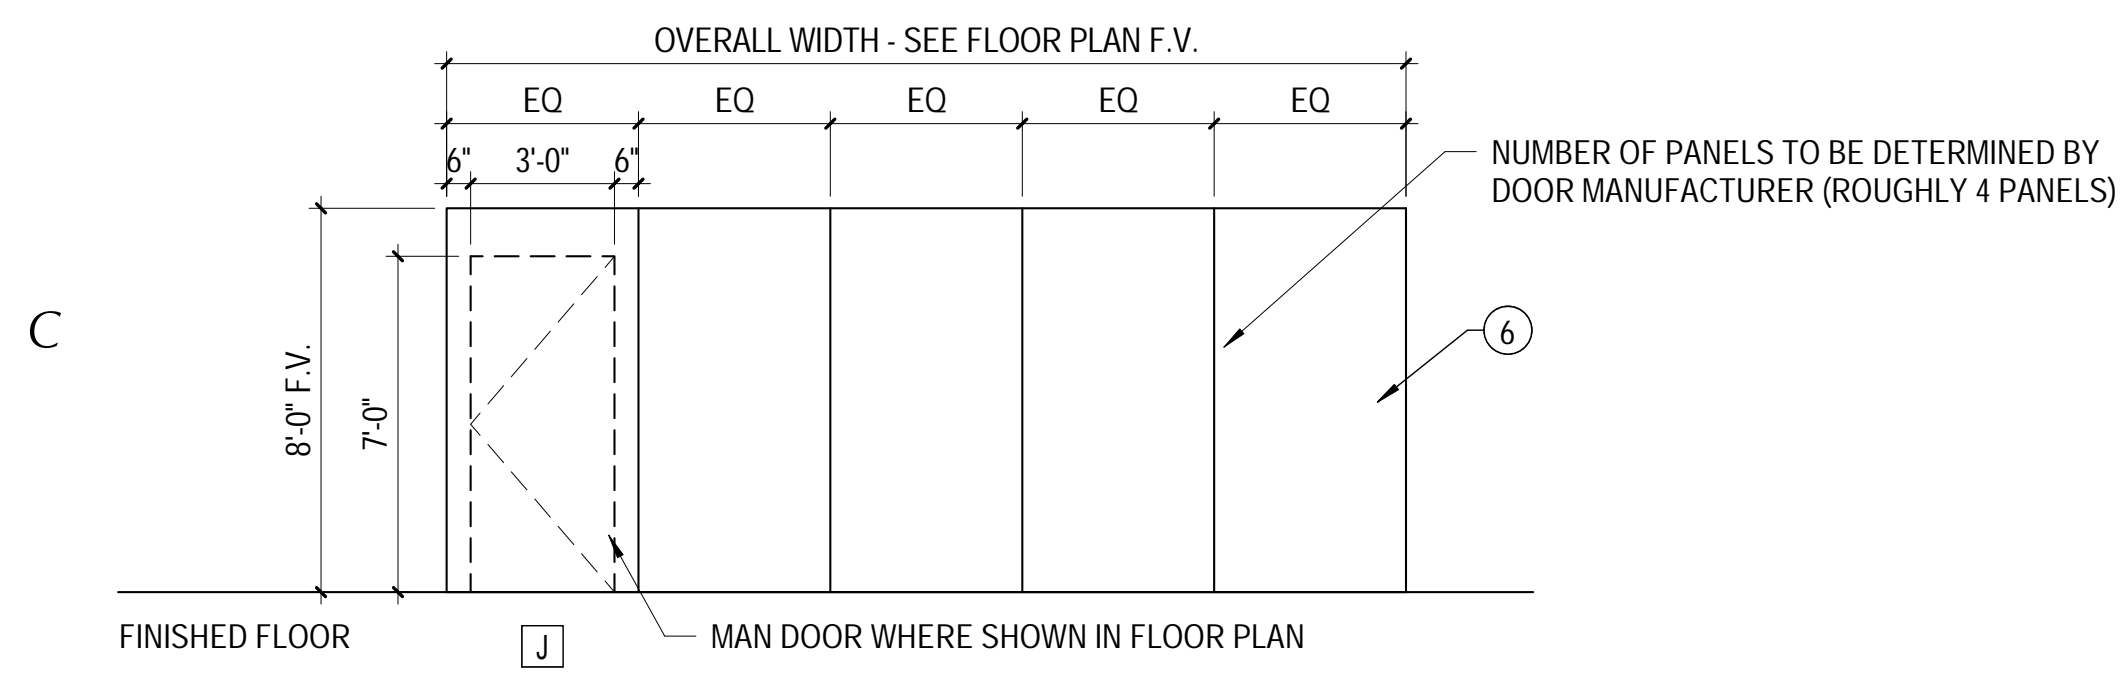 OVERALL WIDTH - SEE FLOOR PLAN F.V.
EQ EQ EQ EQ EQ
6" 3'-0" 6"
NUMBER OF PANELS TO BE DETERMINED BY
DOOR MANUFACTURER (ROUGHLY 4 PANELS)
C
6
8'-0" F.V.
7'-0"
FINISHED FLOOR
J
MAN DOOR WHERE SHOWN IN FLOOR PLAN